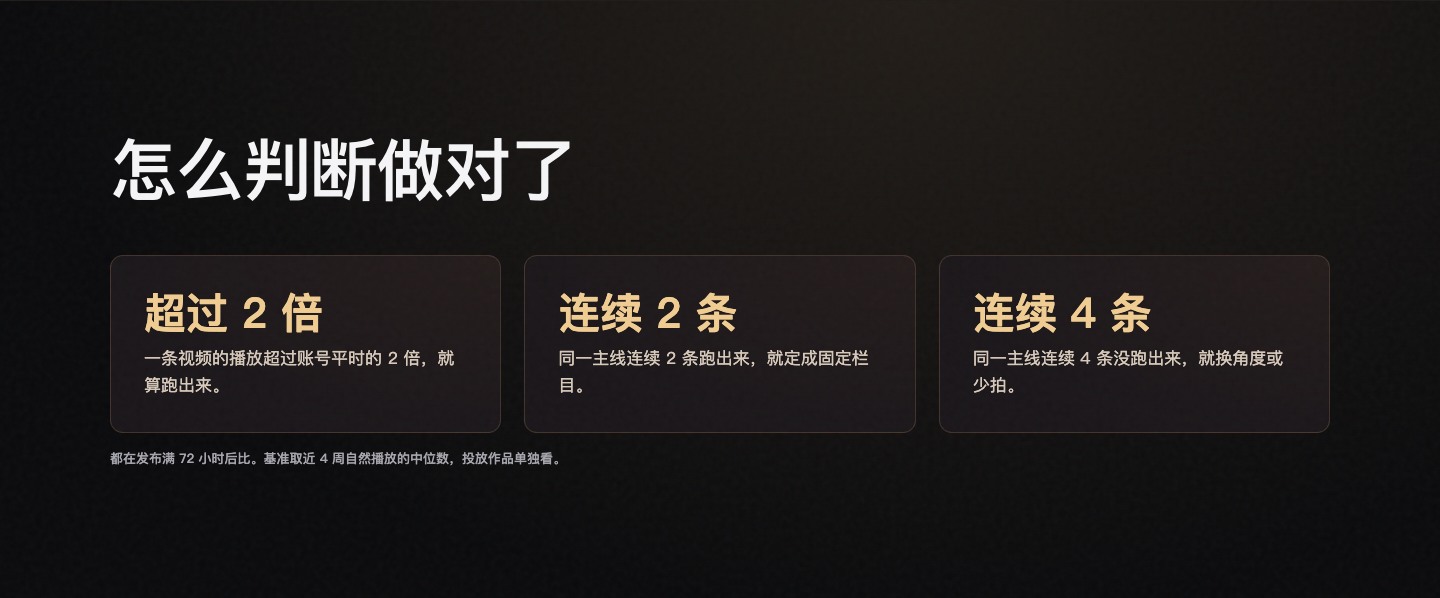 怎么判断做对了
超过 2 倍
一条视频的播放超过账号平时的 2 倍，就
算跑出来。
连续 2 条
同一主线连续 2 条跑出来，就定成固定栏
目。
连续 4 条
同一主线连续 4 条没跑出来，就换角度或
少拍。
都在发布满 72 小时后比。基准取近 4 周自然播放的中位数，投放作品单独看。